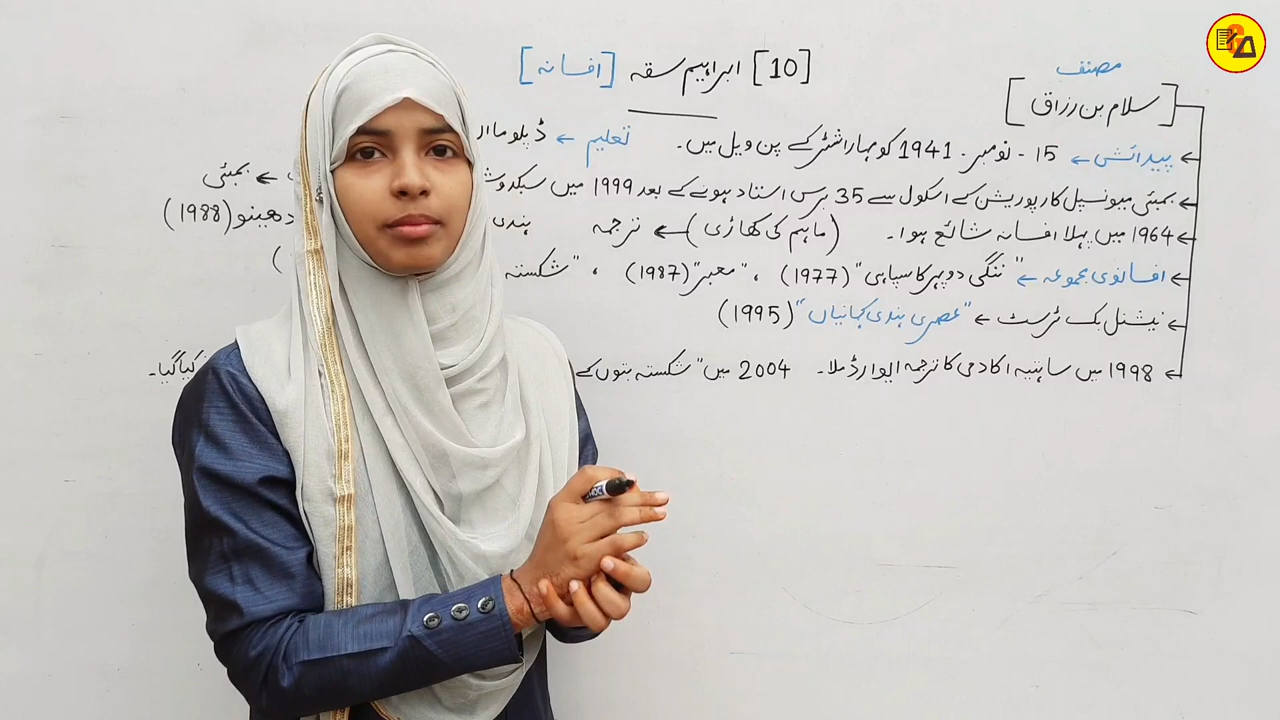 [10] ابراہیم سقہ [افسانہ]
مصنف
[سلام بن رزاق]
پیدائش ← 15 - نومبر - 1941 کو مہاراشٹر کے پن ویل میں۔ تعلیم ← ڈپلوما
بمبئی میونسپل کارپوریشن کے اسکول سے 35 برس استاد ہونے کے بعد 1999 میں سبکدوش ← بمبئی
1964 میں پہلا افسانہ شائع ہوا۔ ترجمہ ← (ماہم کی کھاڑی) ہندی دھینو (1988)
افسانوی مجموعہ ← "ننگی دوپہر کا سپاہی" (1977) ، "معبر" (1987) ، "شکستہ
نیشنل بک ٹرسٹ ← "عصری ہندی کہانیاں" (1995)
1998 میں ساہتیہ اکادمی کا ترجمہ ایوارڈ ملا۔ 2004 میں "شکستہ بتوں کے کیا گیا۔